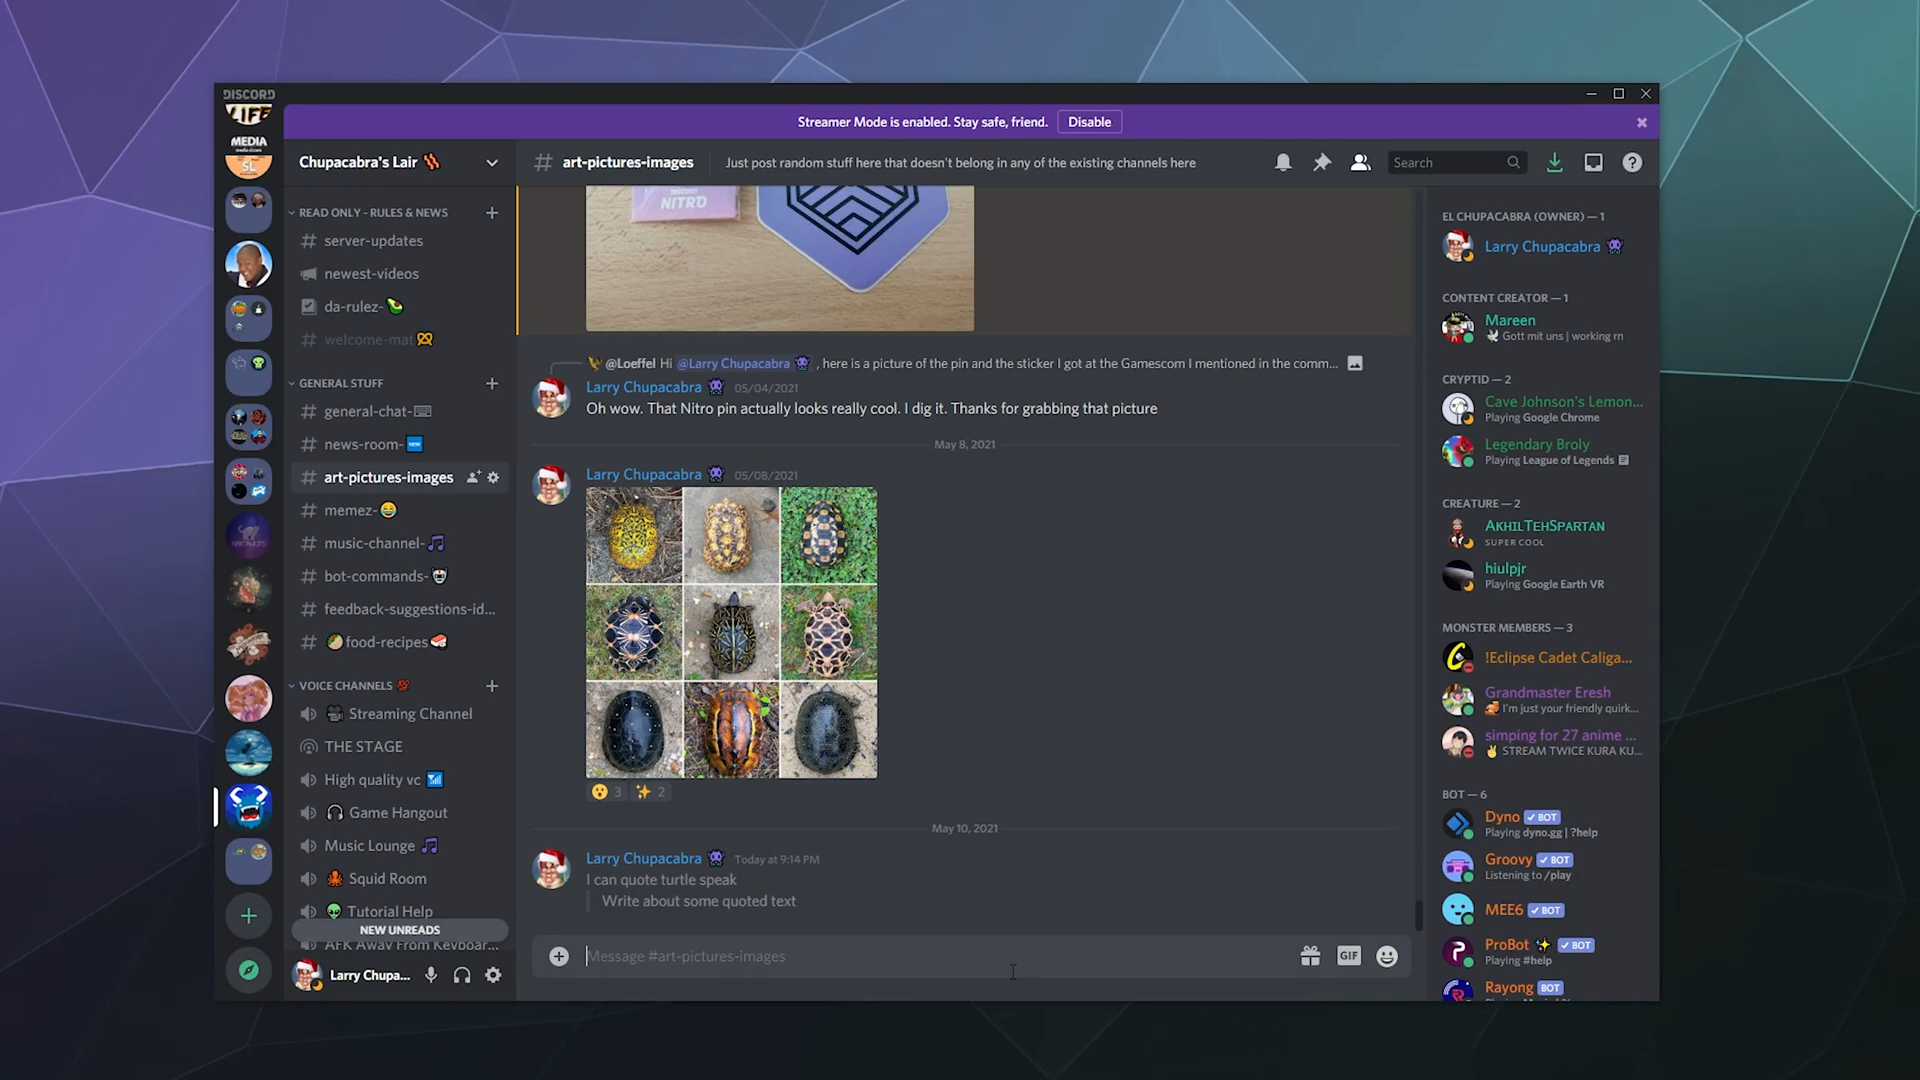 DISCORD
LIFE
MEDIA
SL
Streamer Mode is enabled. Stay safe, friend.
Disable
Chupacabra's Lair
READ ONLY - RULES & NEWS
server-updates
newest-videos
da-rulez-
welcome-mat
GENERAL STUFF
general-chat-
news-room-
art-pictures-images
memez-
music-channel-
bot-commands-
feedback-suggestions-id...
food-recipes
VOICE CHANNELS
Streaming Channel
THE STAGE
High quality vc
Game Hangout
Music Lounge
Squid Room
Tutorial Help
NEW UNREADS
AFK Away From Keyboar...
Larry Chupa...
# art-pictures-images
Just post random stuff here that doesn't belong in any of the existing channels here
Search
DISCORD
NITRO
@Loeffel Hi @Larry Chupacabra , here is a picture of the pin and the sticker I got at the Gamescom I mentioned in the comm...
Larry Chupacabra 05/04/2021
Oh wow. That Nitro pin actually looks really cool. I dig it. Thanks for grabbing that picture
May 8, 2021
Larry Chupacabra 05/08/2021
3
2
May 10, 2021
Larry Chupacabra Today at 9:14 PM
I can quote turtle speak
Write about some quoted text
Message #art-pictures-images
GIF
EL CHUPACABRA (OWNER) — 1
Larry Chupacabra
CONTENT CREATOR — 1
Mareen
Gott mit uns | working rn
CRYPTID — 2
Cave Johnson's Lemon...
Playing Google Chrome
Legendary Broly
Playing League of Legends
CREATURE — 2
AKHILTEHSPARTAN
SUPER COOL
hiulpjr
Playing Google Earth VR
MONSTER MEMBERS — 3
!Eclipse Cadet Caliga...
Grandmaster Eresh
I'm just your friendly quirk...
simping for 27 anime ...
STREAM TWICE KURA KU...
BOT — 6
Dyno BOT
Playing dyno.gg | ?help
Groovy BOT
Listening to /play
MEE6 BOT
ProBot BOT
Playing #help
Rayong BOT